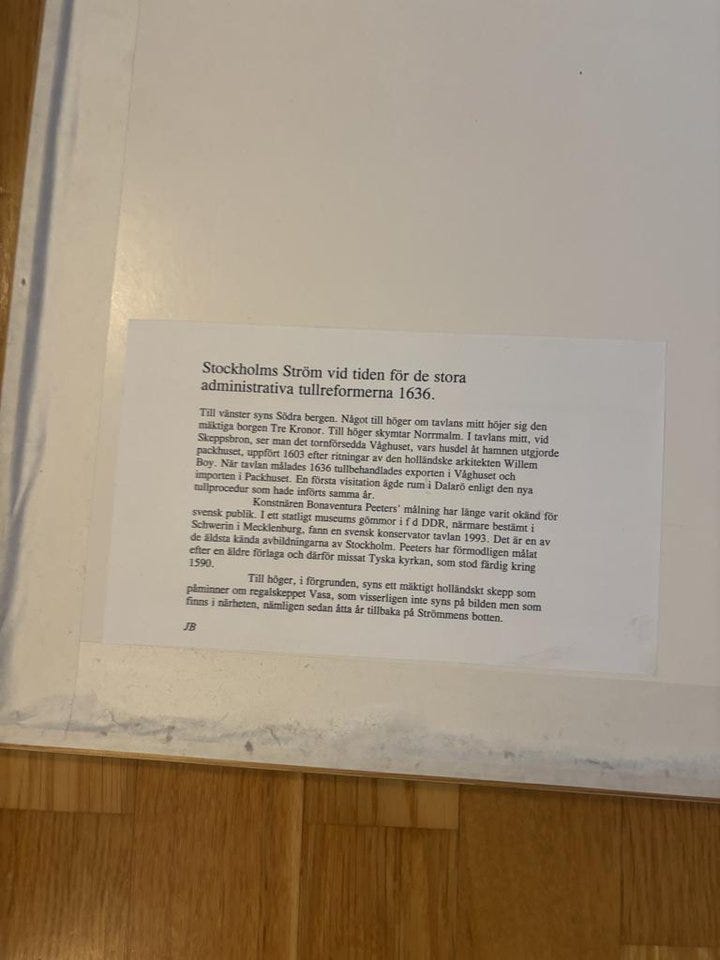 Stockholms Ström vid tiden för de stora
administrativa tullreformerna 1636.
Till vänster syns Södra bergen. Något till höger om tavlans mitt höjer sig den
mäktiga borgen Tre Kronor. Till höger skymtar Norrmalm. I tavlans mitt, vid
Skeppsbron, ser man det tornförsedda Våghuset, vars husdel åt hamnen utgjorde
packhuset, uppfört 1603 efter ritningar av den holländske arkitekten Willem
Boy. När tavlan målades 1636 tullbehandlades exporten i Våghuset och
importen i Packhuset. En första visitation ägde rum i Dalarö enligt den nya
tullprocedur som hade införts samma år.
Konstnären Bonaventura Peeters' målning har länge varit okänd för
svensk publik. I ett statligt museums gömmor i f d DDR, närmare bestämt i
Schwerin i Mecklenburg, fann en svensk konservator tavlan 1993. Det är en av
de äldsta kända avbildningarna av Stockholm. Peeters har förmodligen målat
efter en äldre förlaga och därför missat Tyska kyrkan, som stod färdig kring
1590.
Till höger, i förgrunden, syns ett mäktigt holländskt skepp som
påminner om regalskeppet Vasa, som visserligen inte syns på bilden men som
finns i närheten, nämligen sedan åtta år tillbaka på Strömmens botten.
JB